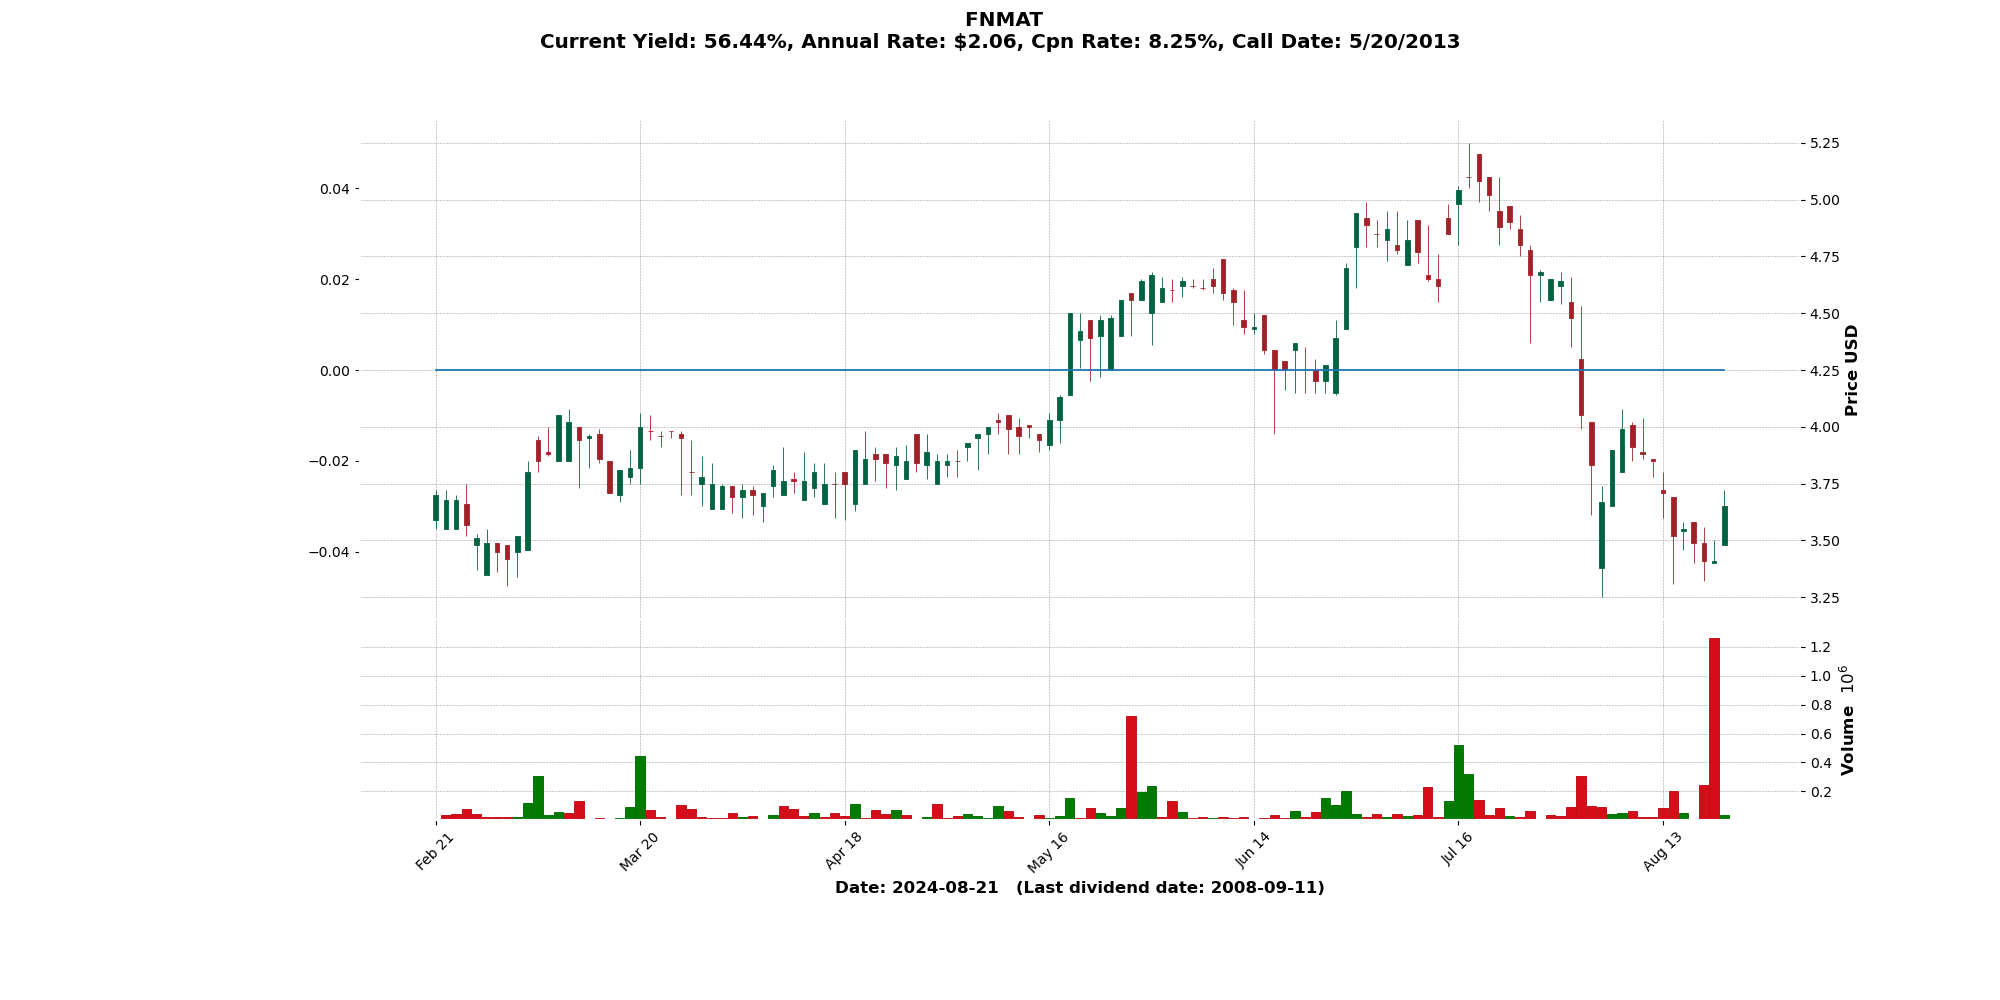 FNMAT
Current Yield: 56.44%, Annual Rate: $2.06, Cpn Rate: 8.25%, Call Date: 5/20/2013
0.04
0.02
0.00
−0.02
−0.04
5.25
5.00
4.75
4.50
4.25
4.00
3.75
3.50
3.25
Price USD
1.2
1.0
0.8
0.6
0.4
0.2
Volume 10^6
Feb 21
Mar 20
Apr 18
May 16
Jun 14
Jul 16
Aug 13
Date: 2024-08-21 (Last dividend date: 2008-09-11)